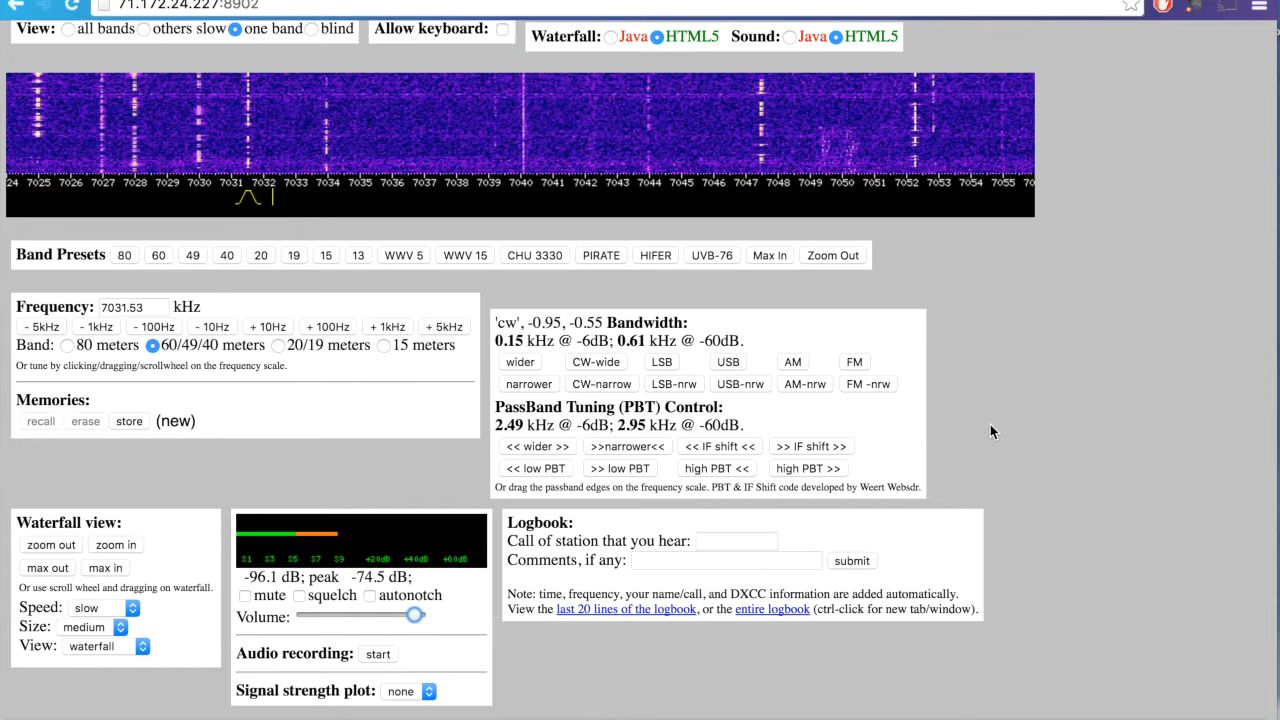 71.172.24.227:8902
View: all bands others slow one band blind Allow keyboard: Waterfall: Java HTML5 Sound: Java HTML5
24 7025 7026 7027 7028 7029 7030 7031 7032 7033 7034 7035 7036 7037 7038 7039 7040 7041 7042 7043 7044 7045 7046 7047 7048 7049 7050 7051 7052 7053 7054 7055 70
Band Presets 80 60 49 40 20 19 15 13 WWV 5 WWV 15 CHU 3330 PIRATE HIFER UVB-76 Max In Zoom Out
Frequency: 7031.53 kHz
- 5kHz - 1kHz - 100Hz - 10Hz + 10Hz + 100Hz + 1kHz + 5kHz
Band: 80 meters 60/49/40 meters 20/19 meters 15 meters
Or tune by clicking/dragging/scrollwheel on the frequency scale.
Memories:
recall erase store (new)
'cw', -0.95, -0.55 Bandwidth:
0.15 kHz @ -6dB; 0.61 kHz @ -60dB.
wider CW-wide LSB USB AM FM
narrower CW-narrow LSB-nrw USB-nrw AM-nrw FM -nrw
PassBand Tuning (PBT) Control:
2.49 kHz @ -6dB; 2.95 kHz @ -60dB.
<< wider >> >>narrower<< << IF shift << >> IF shift >>
<< low PBT >> low PBT high PBT << high PBT >>
Or drag the passband edges on the frequency scale. PBT & IF Shift code developed by Weert Websdr.
Waterfall view:
zoom out zoom in
max out max in
Or use scroll wheel and dragging on waterfall.
Speed: slow
Size: medium
View: waterfall
S1 S3 S5 S7 S9 +20dB +40dB +60dB
-96.1 dB; peak -74.5 dB;
mute squelch autonotch
Volume:
Audio recording: start
Signal strength plot: none
Logbook:
Call of station that you hear:
Comments, if any: submit
Note: time, frequency, your name/call, and DXCC information are added automatically.
View the last 20 lines of the logbook, or the entire logbook (ctrl-click for new tab/window).